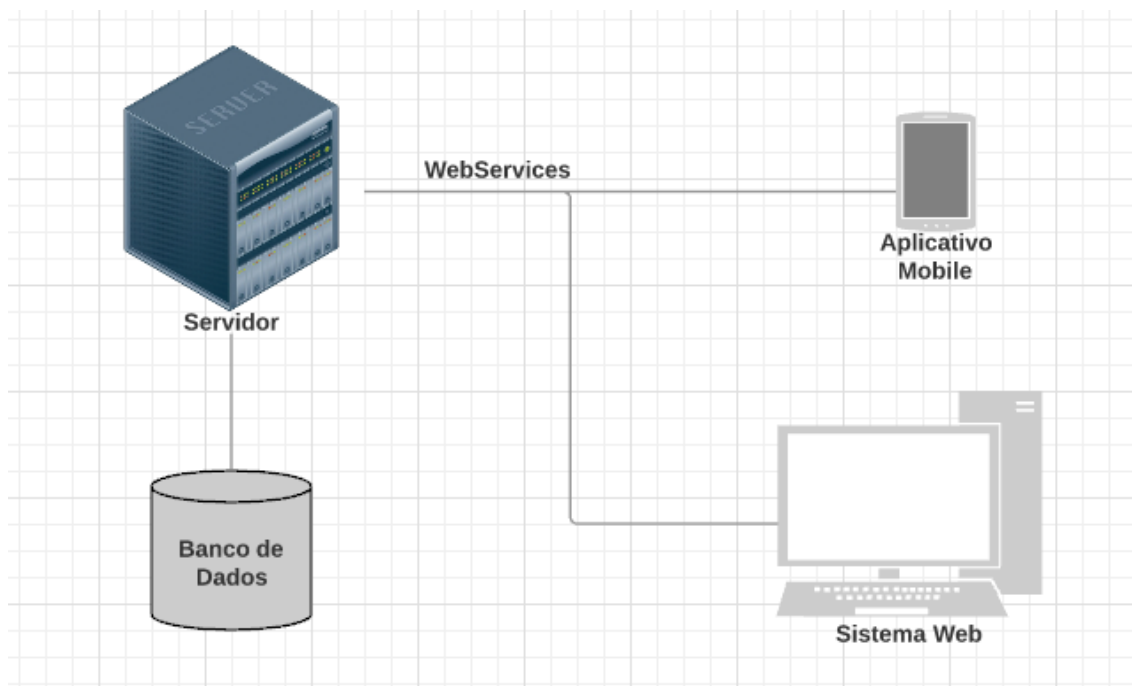 SERVER
WebServices
Aplicativo
Mobile
Servidor
Banco de
Dados
Sistema Web